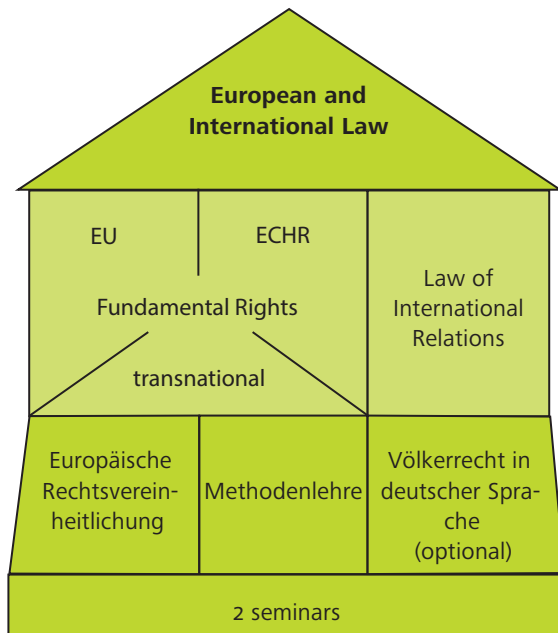 European and
International Law
EU
ECHR
Fundamental Rights
transnational
Law of
International
Relations
Europäische
Rechtsverein-
heitlichung
Methodenlehre
Völkerrecht in
deutscher Spra-
che
(optional)
2 seminars